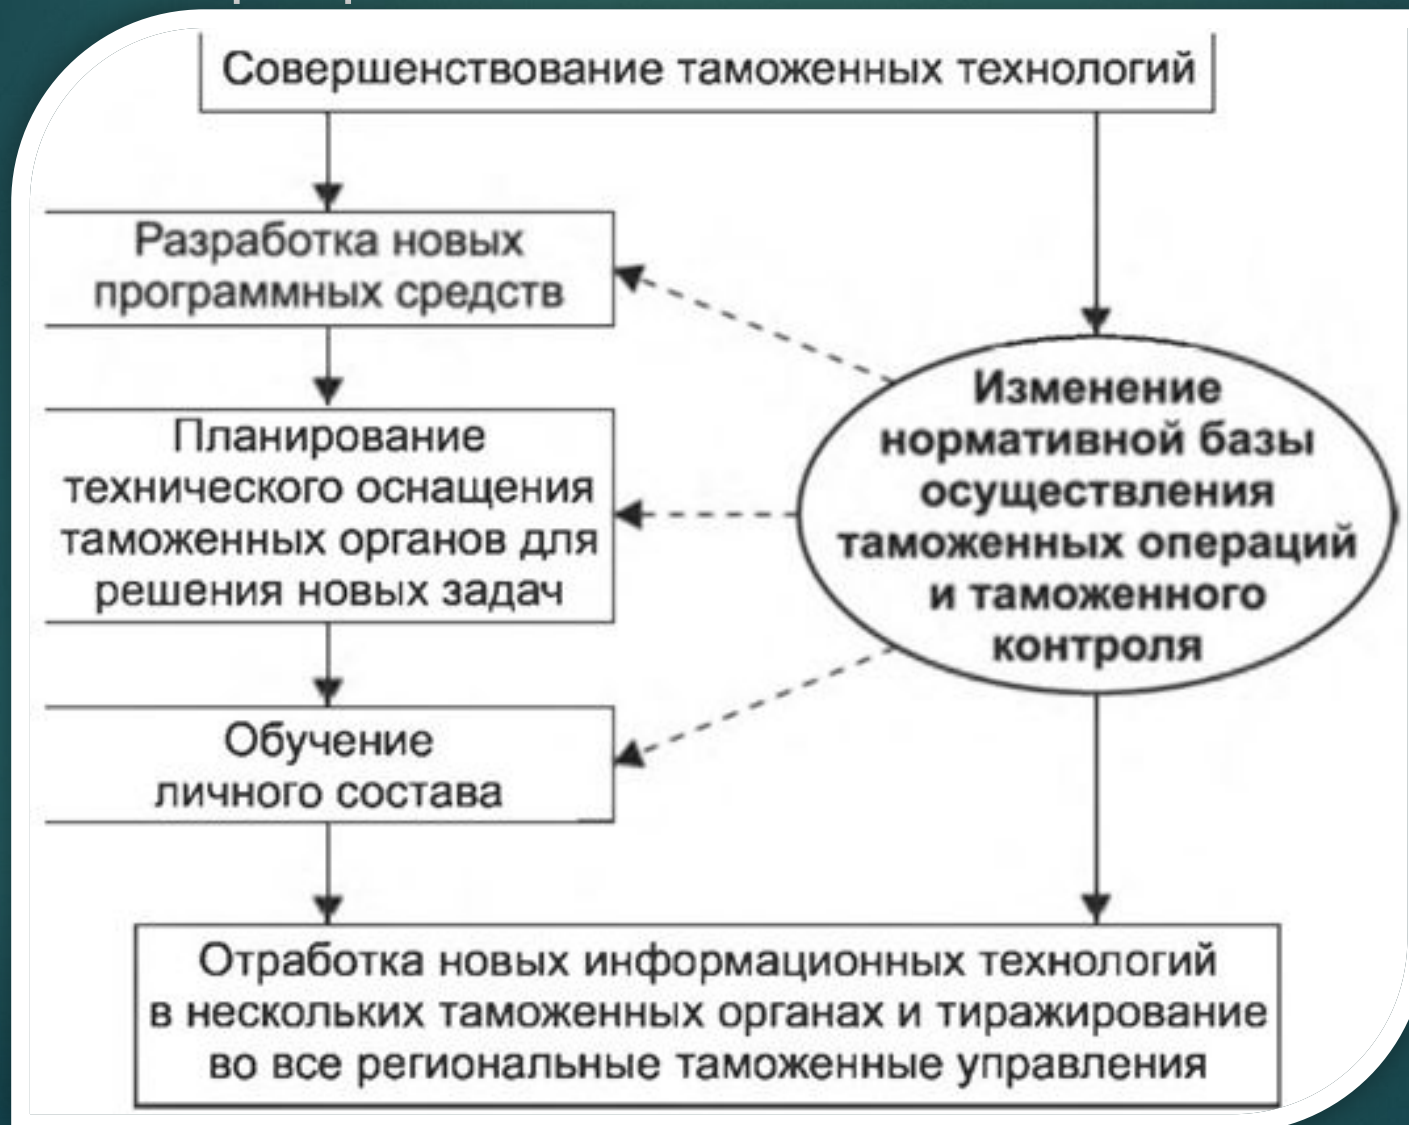 Совершенствование таможенных технологий
Разработка новых
программных средств
Планирование
технического оснащения
таможенных органов для
решения новых задач
Обучение
личного состава
Изменение
нормативной базы
осуществления
таможенных операций
и таможенного
контроля
Отработка новых информационных технологий
в нескольких таможенных органах и тиражирование
во все региональные таможенные управления